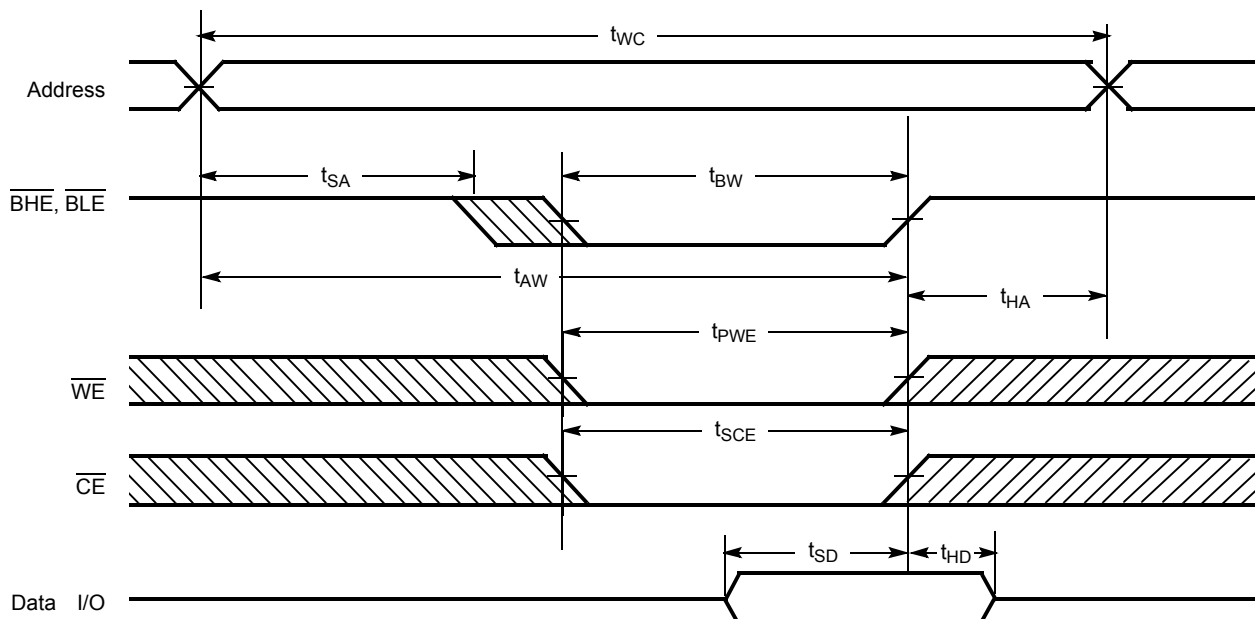 tWC
Address
tSA
tBW
BHE, BLE
tAW
tHA
tPWE
WE
tSCE
CE
tSD
tHD
Data I/O